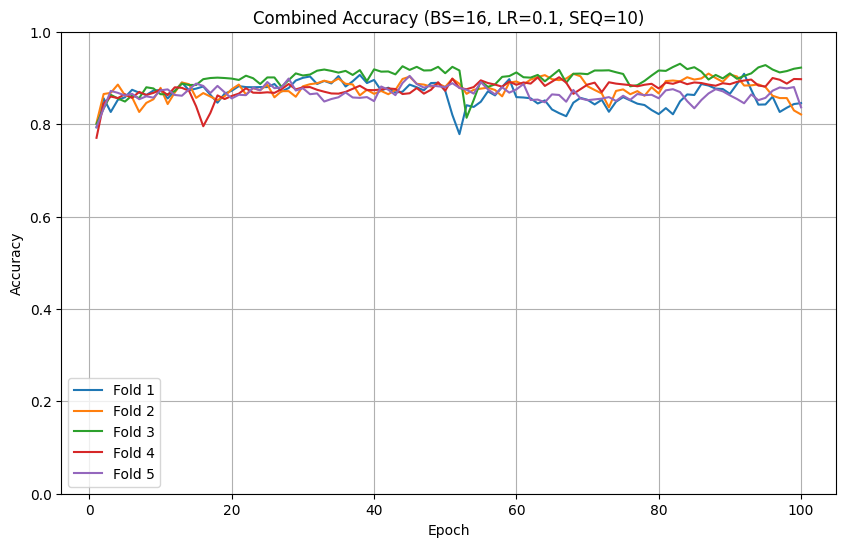 Combined Accuracy (BS=16, LR=0.1, SEQ=10)
1.0
0.8
0.6
0.4
0.2
0.0
Accuracy
Fold 1
Fold 2
Fold 3
Fold 4
Fold 5
0 20 40 60 80 100
Epoch